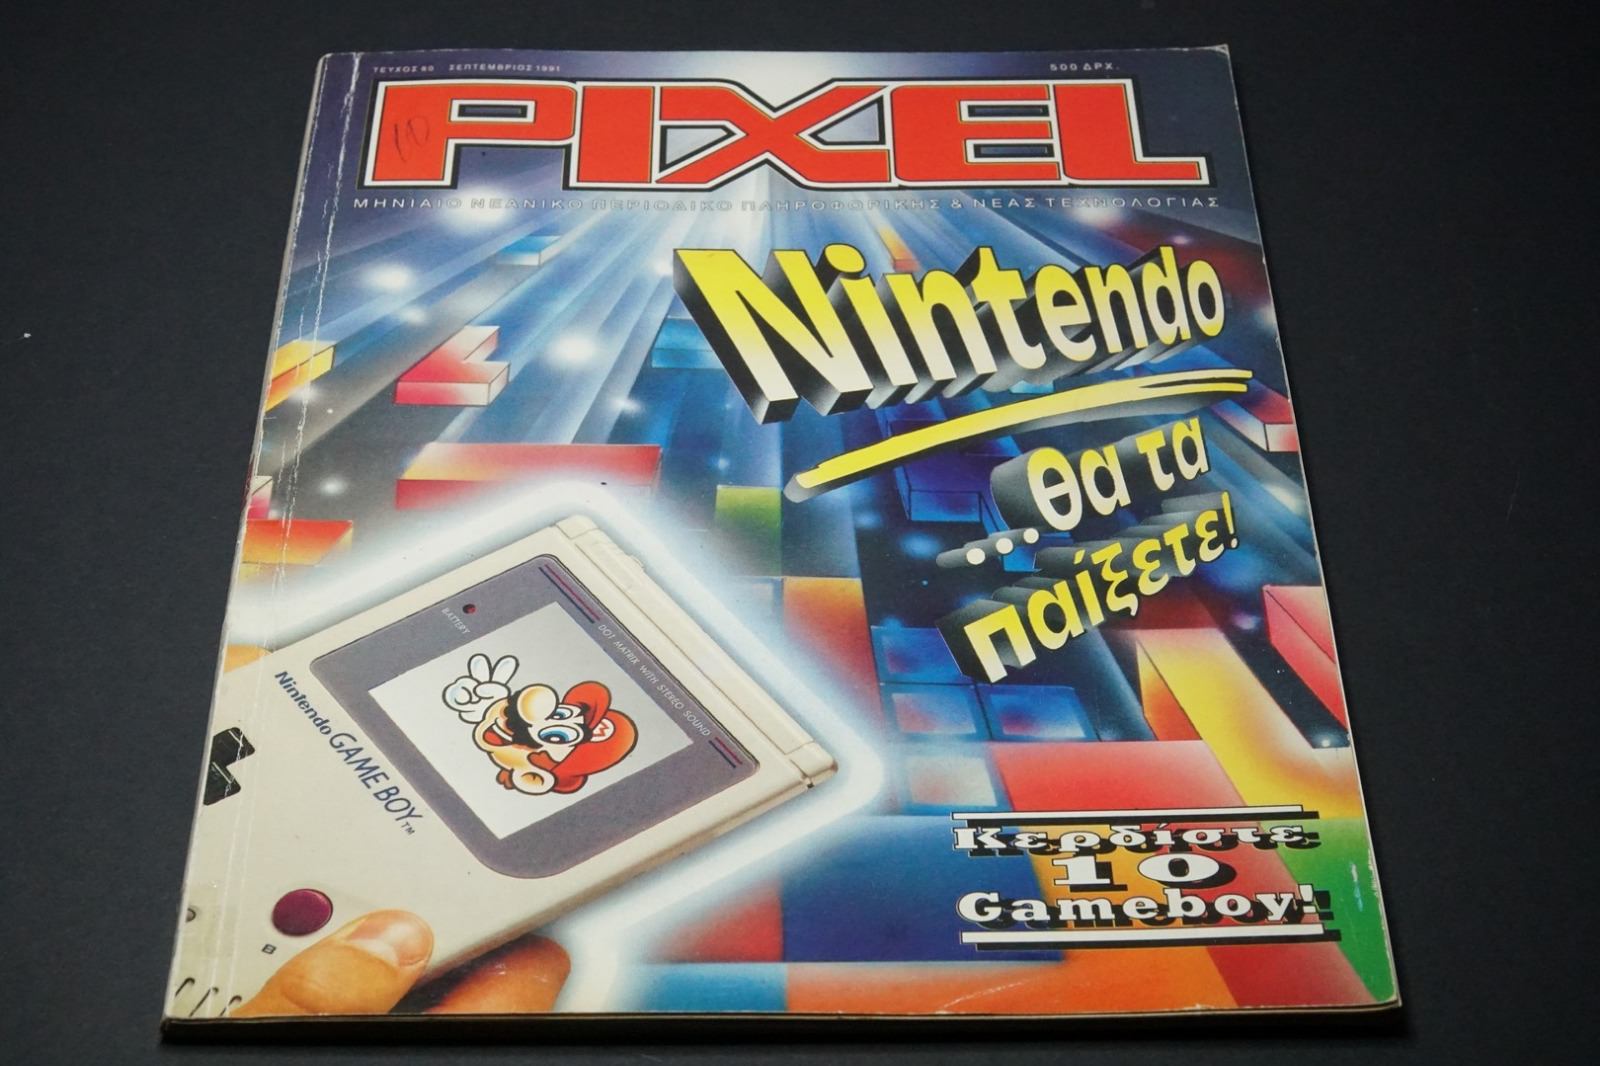 ΤΕΥΧΟΣ 80 ΣΕΠΤΕΜΒΡΙΟΣ 1991
500 ΔΡΧ.
PIXEL
ΜΗΝΙΑΙΟ ΝΕΑΝΙΚΟ ΠΕΡΙΟΔΙΚΟ ΠΛΗΡΟΦΟΡΙΚΗΣ & ΝΕΑΣ ΤΕΧΝΟΛΟΓΙΑΣ
Nintendo
...θα τα
παίξετε!
BATTERY
DOT MATRIX WITH STEREO SOUND
M
Nintendo GAME BOY™
B
Κερδίστε
10
Gameboy!